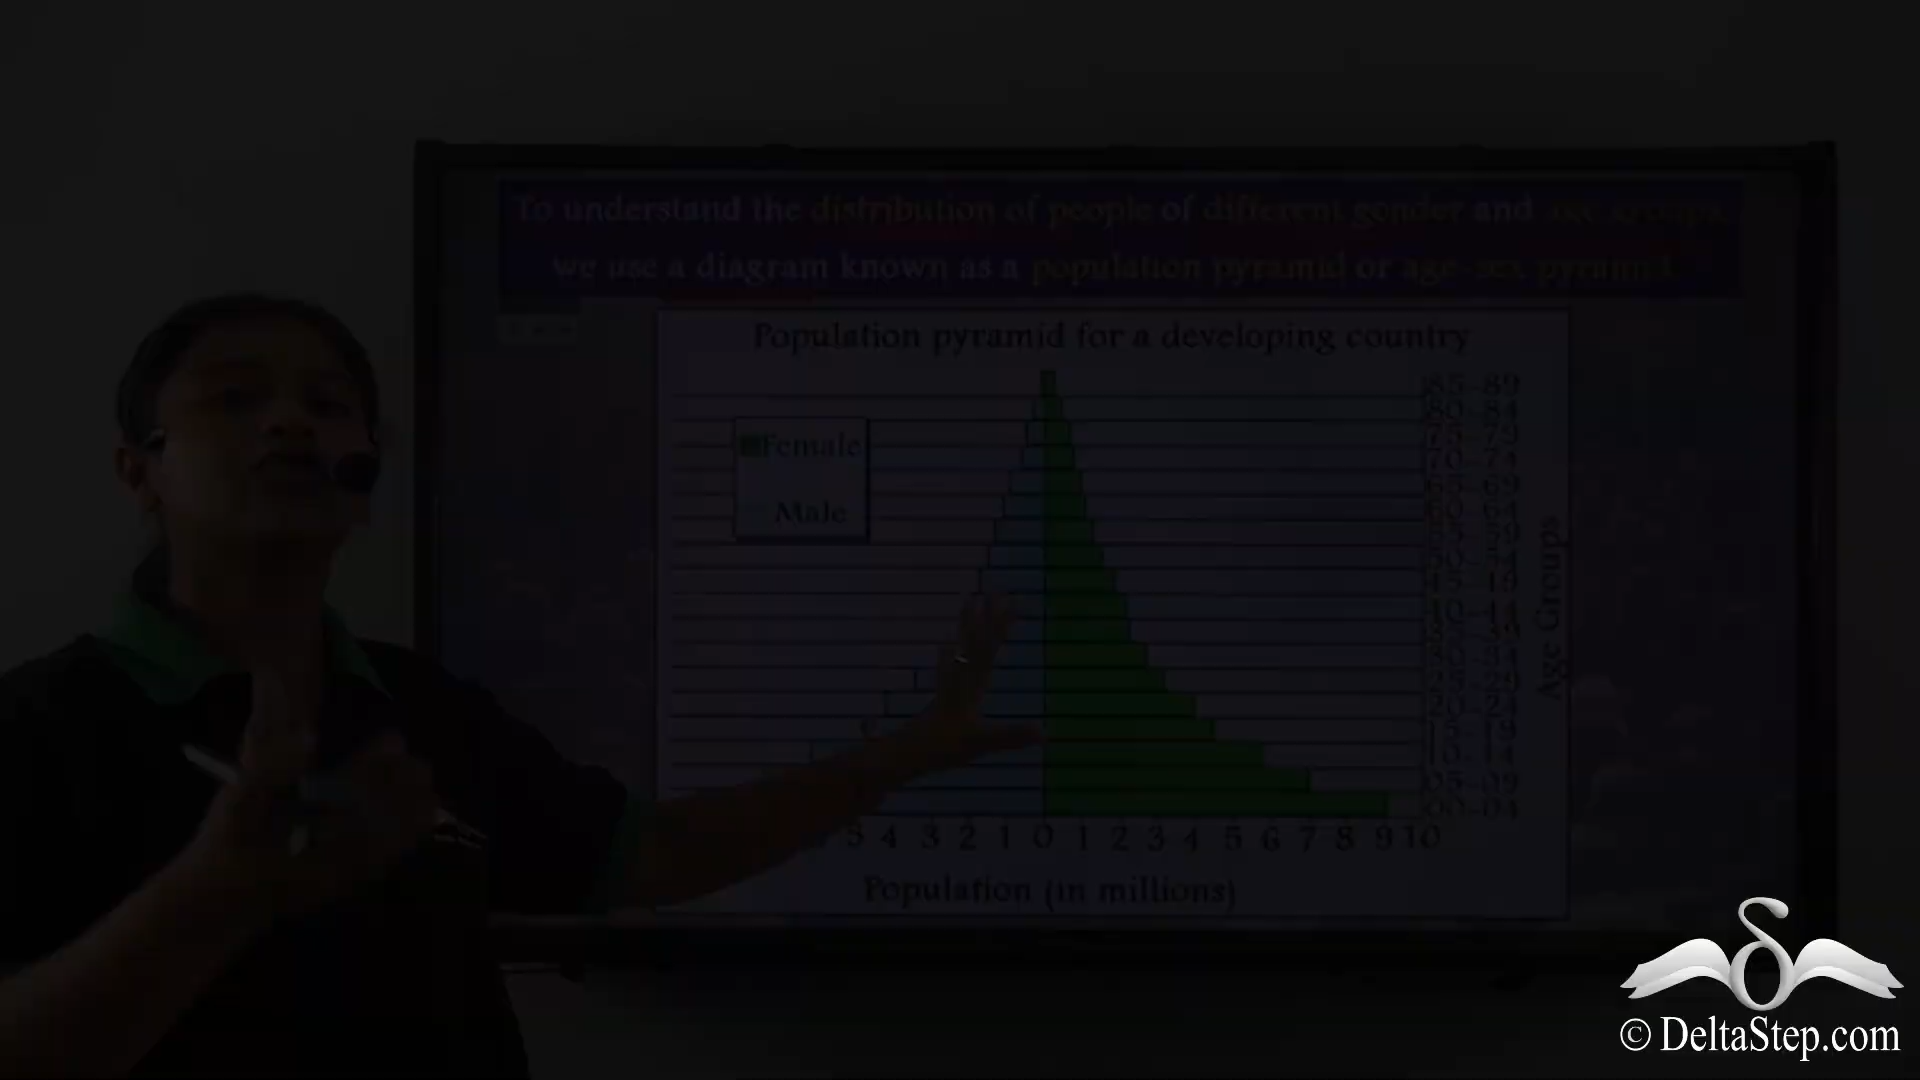 To understand the distribution of people of different gender and age groups,
we use a diagram known as a population pyramid or age-sex pyramid
Population pyramid for a developing country
Female
Male
85-89
80-84
75-79
70-74
65-69
60-64
55-59
50-54
45-49
40-44
35-39
30-34
25-29
20-24
15-19
10-14
05-09
00-04
Age Groups
5 4 3 2 1 0 1 2 3 4 5 6 7 8 9 10
Population (in millions)
© DeltaStep.com